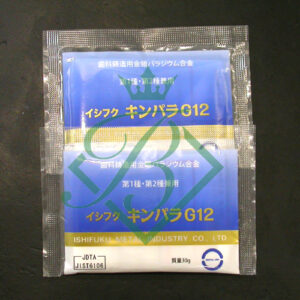 歯科鋳造用金銀パラジウム合金
第1種・第2種兼用
イシフク キンパラG12
歯科鋳造用金銀パラジウム合金
第1種・第2種兼用
イシフク キンパラG12
ISHIFUKU METAL INDUSTRY CO., LTD
JDTA
JIST6106
質量30g